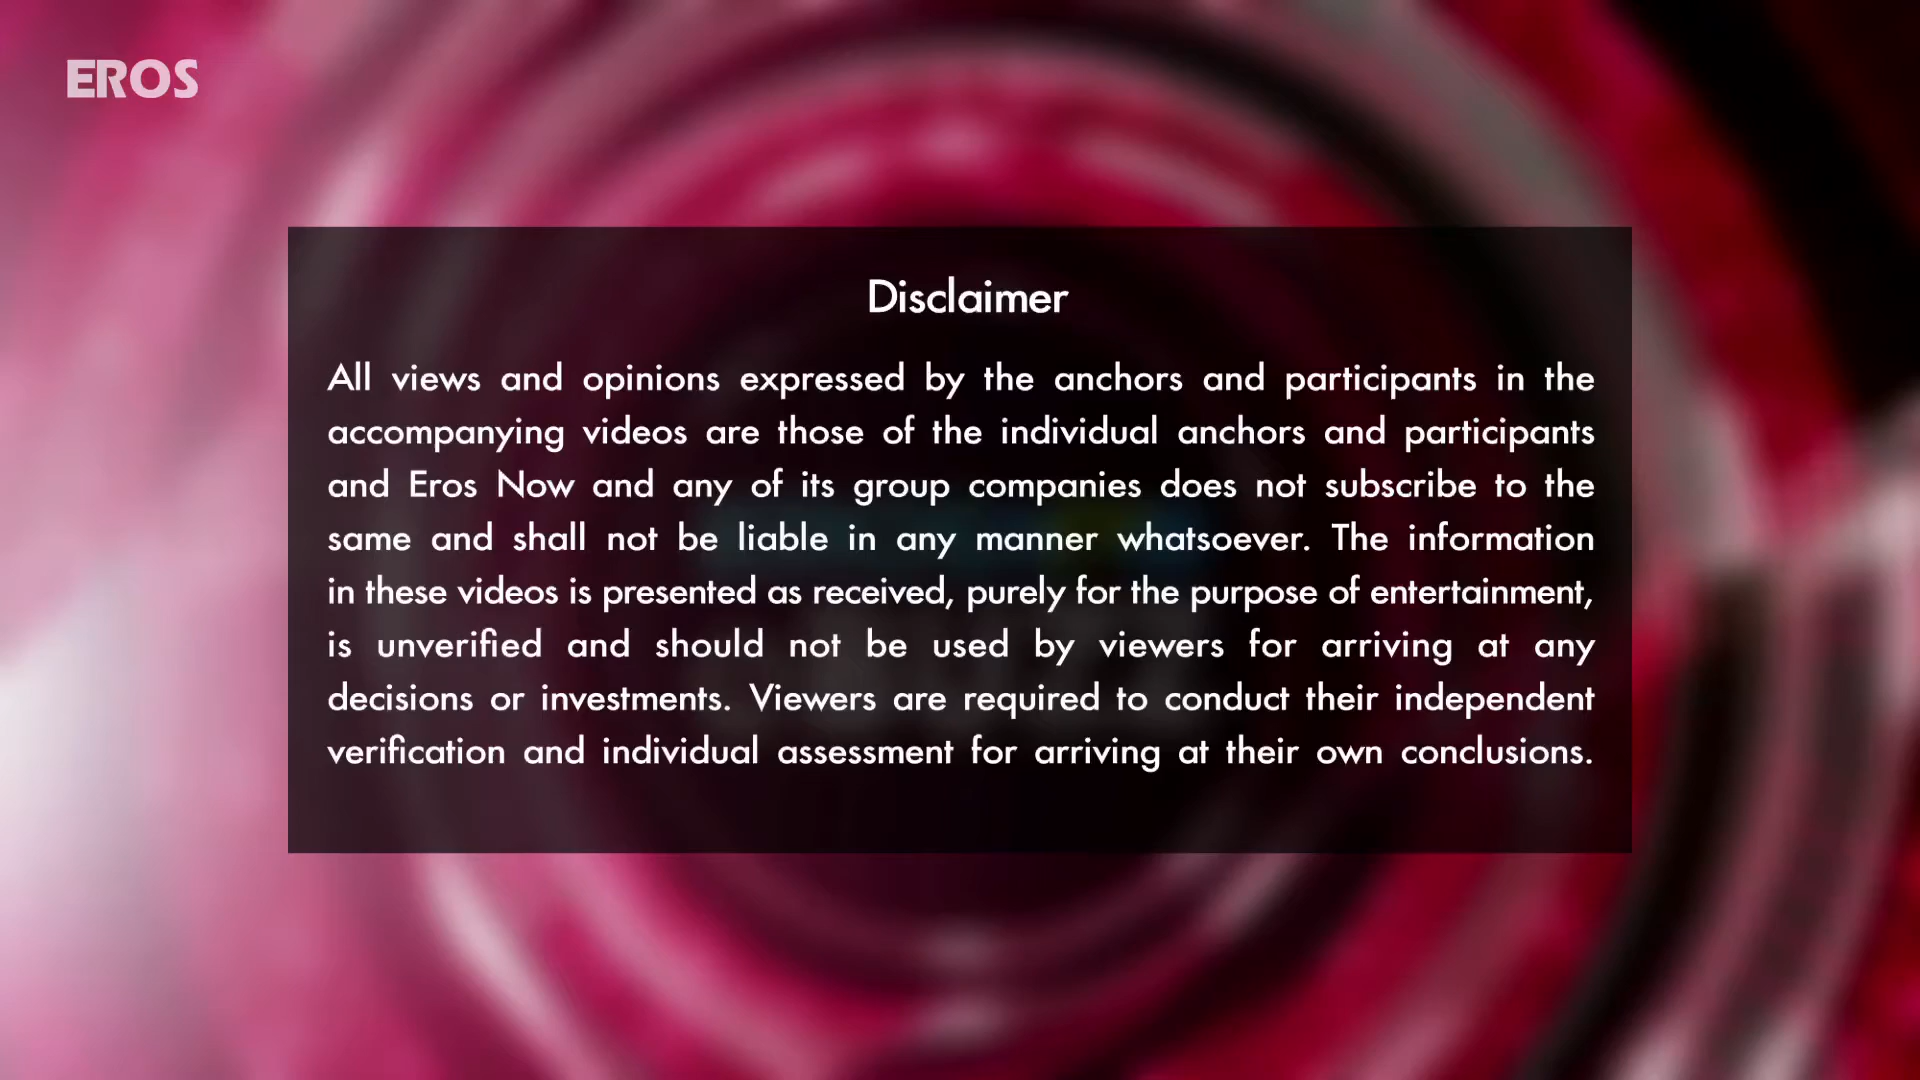 EROS
Disclaimer
All views and opinions expressed by the anchors and participants in the
accompanying videos are those of the individual anchors and participants
and Eros Now and any of its group companies does not subscribe to the
same and shall not be liable in any manner whatsoever. The information
in these videos is presented as received, purely for the purpose of entertainment,
is unverified and should not be used by viewers for arriving at any
decisions or investments. Viewers are required to conduct their independent
verification and individual assessment for arriving at their own conclusions.